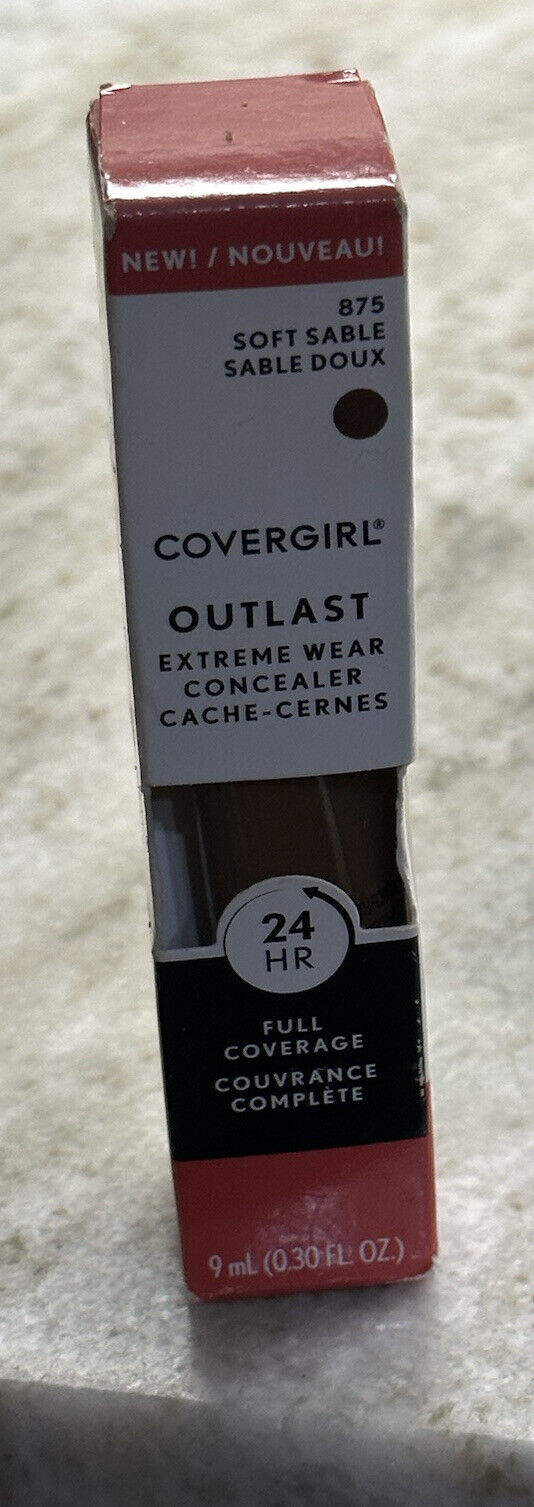 NEW! / NOUVEAU!
875
SOFT SABLE
SABLE DOUX
COVERGIRL®
OUTLAST
EXTREME WEAR
CONCEALER
CACHE-CERNES
24
HR
FULL
COVERAGE
COUVRANCE
COMPLÈTE
9 mL (0.30 FL. OZ.)